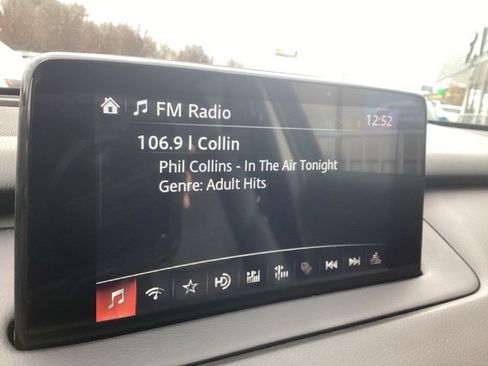 FM Radio
12:52
106.9 | Collin
Phil Collins - In The Air Tonight
Genre: Adult Hits